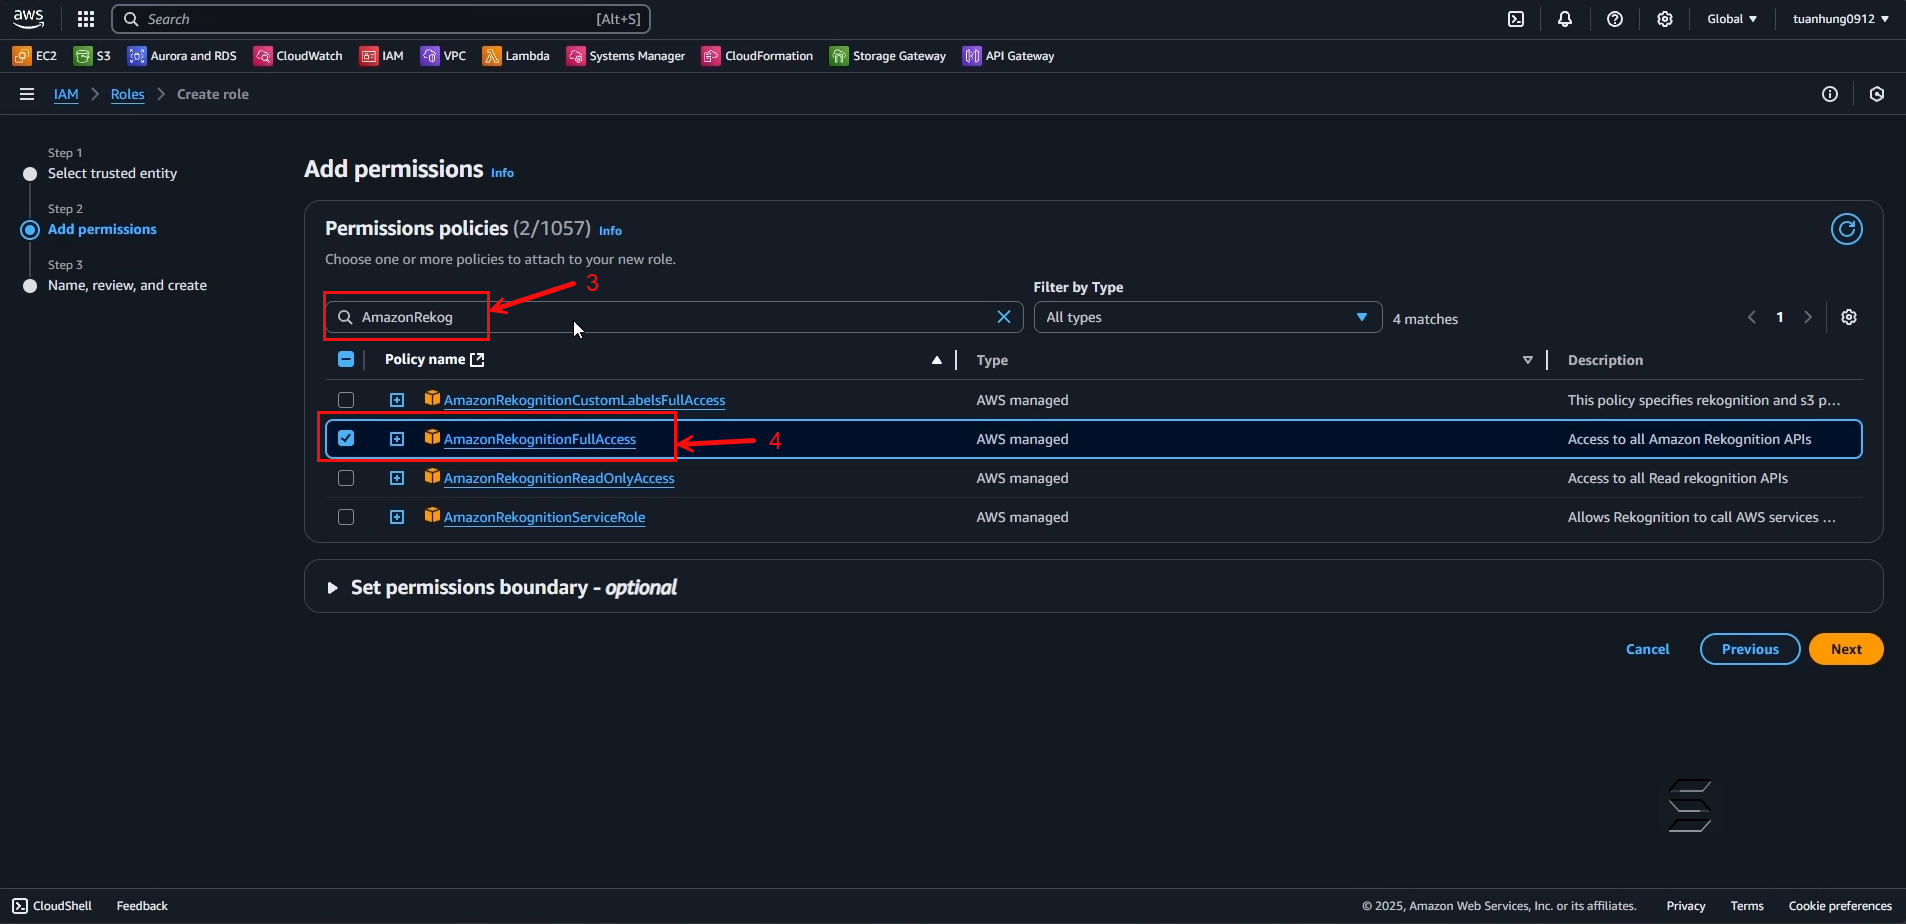 aws
Search [Alt+S]
Global
tuanhung0912
EC2 S3 Aurora and RDS CloudWatch IAM VPC Lambda Systems Manager CloudFormation Storage Gateway API Gateway
IAM > Roles > Create role
Step 1
Select trusted entity
Step 2
Add permissions
Step 3
Name, review, and create
Add permissions Info
Permissions policies (2/1057) Info
Choose one or more policies to attach to your new role.
3
Filter by Type
AmazonRekog
All types
4 matches
1
Policy name Type Description
AmazonRekognitionCustomLabelsFullAccess AWS managed This policy specifies rekognition and s3 p...
AmazonRekognitionFullAccess 4 AWS managed Access to all Amazon Rekognition APIs
AmazonRekognitionReadOnlyAccess AWS managed Access to all Read rekognition APIs
AmazonRekognitionServiceRole AWS managed Allows Rekognition to call AWS services ...
Set permissions boundary - optional
Cancel Previous Next
CloudShell Feedback © 2025, Amazon Web Services, Inc. or its affiliates. Privacy Terms Cookie preferences